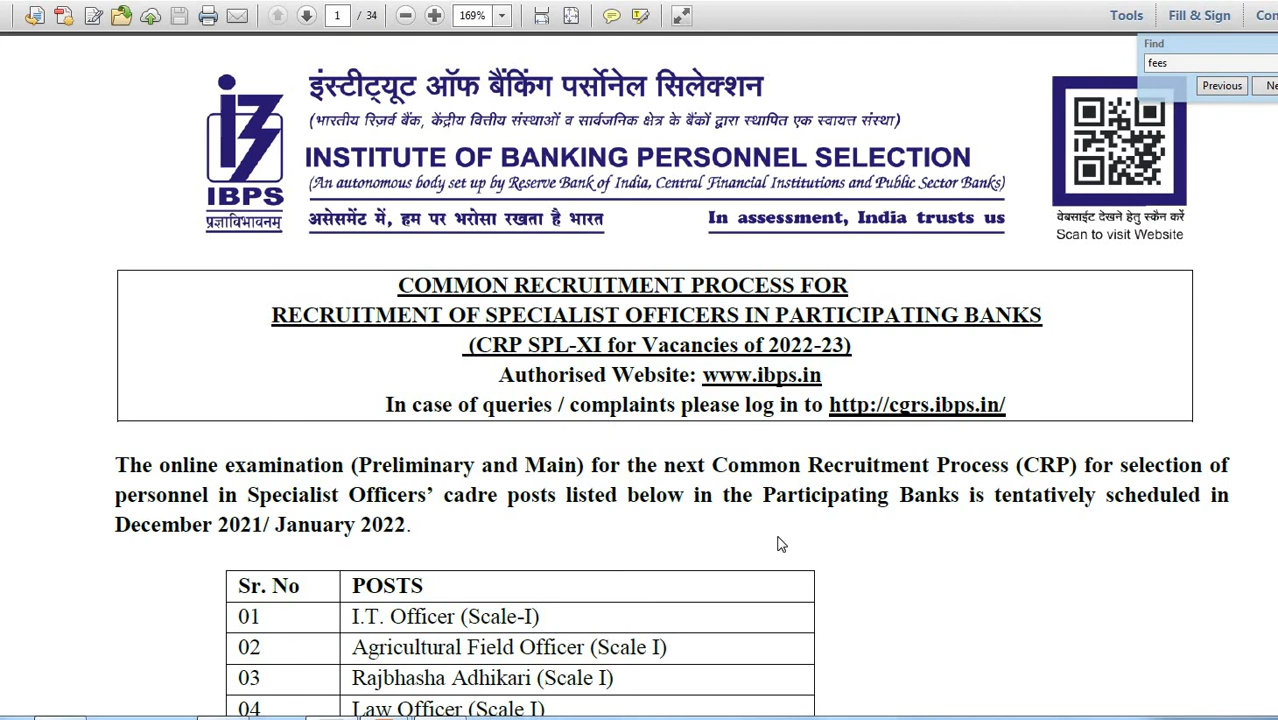 1 / 34 169% Tools Fill & Sign
Find
fees
Previous
इंस्टीट्यूट ऑफ बैंकिंग पर्सोनेल सिलेक्शन
(भारतीय रिज़र्व बैंक, केंद्रीय वित्तीय संस्थाओं व सार्वजनिक क्षेत्र के बैंकों द्वारा स्थापित एक स्वायत्त संस्था)
INSTITUTE OF BANKING PERSONNEL SELECTION
(An autonomous body set up by Reserve Bank of India, Central Financial Institutions and Public Sector Banks)
IBPS
प्रज्ञाविभावनम्
असेसमेंट में, हम पर भरोसा रखता है भारत
In assessment, India trusts us
वेबसाईट देखने हेतु स्कैन करें
Scan to visit Website
COMMON RECRUITMENT PROCESS FOR
RECRUITMENT OF SPECIALIST OFFICERS IN PARTICIPATING BANKS
(CRP SPL-XI for Vacancies of 2022-23)
Authorised Website: www.ibps.in
In case of queries / complaints please log in to http://cgrs.ibps.in/
The online examination (Preliminary and Main) for the next Common Recruitment Process (CRP) for selection of
personnel in Specialist Officers' cadre posts listed below in the Participating Banks is tentatively scheduled in
December 2021/ January 2022.
Sr. No POSTS
01 I.T. Officer (Scale-I)
02 Agricultural Field Officer (Scale I)
03 Rajbhasha Adhikari (Scale I)
04 Law Officer (Scale I)